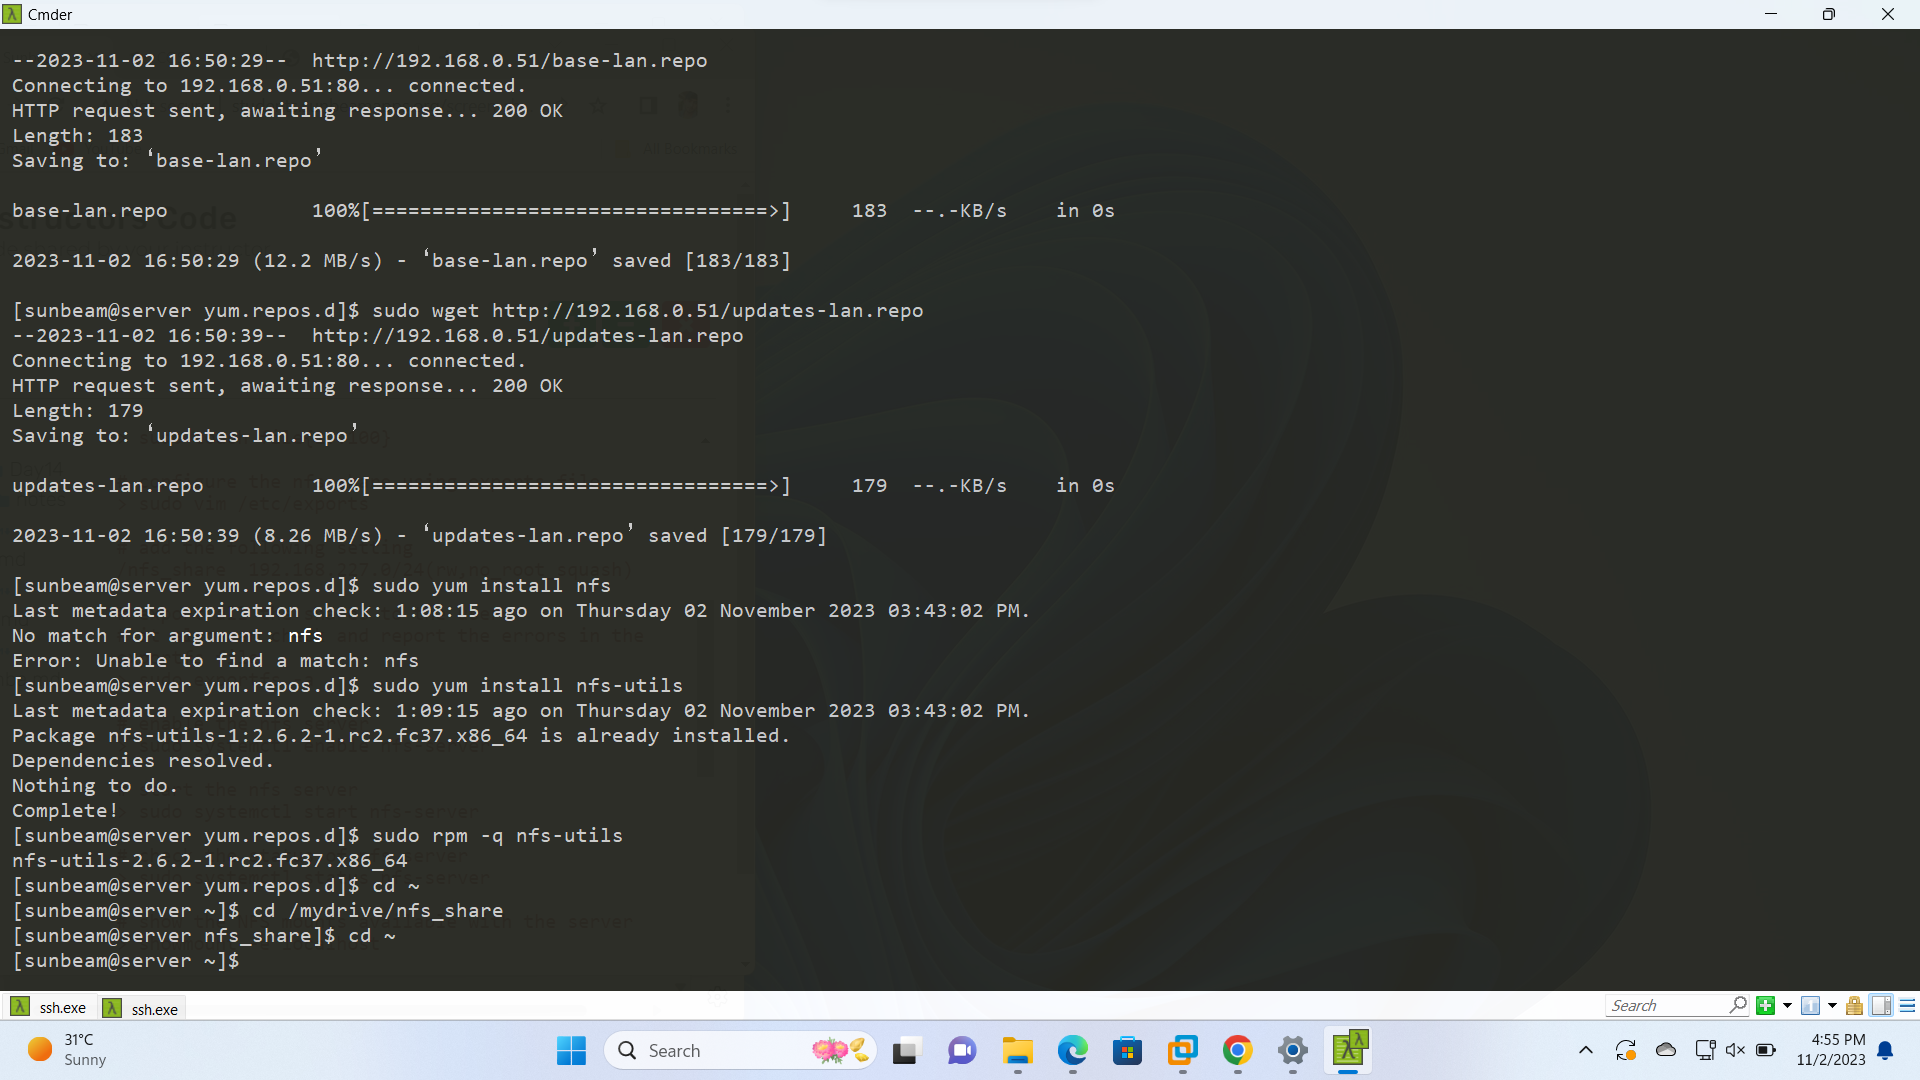 Cmder
--2023-11-02 16:50:29--  http://192.168.0.51/base-lan.repo
Connecting to 192.168.0.51:80... connected.
HTTP request sent, awaiting response... 200 OK
Length: 183
Saving to: ‘base-lan.repo’
base-lan.repo            100%[=================================>]     183  --.-KB/s    in 0s
2023-11-02 16:50:29 (12.2 MB/s) - ‘base-lan.repo’ saved [183/183]
[sunbeam@server yum.repos.d]$ sudo wget http://192.168.0.51/updates-lan.repo
--2023-11-02 16:50:39--  http://192.168.0.51/updates-lan.repo
Connecting to 192.168.0.51:80... connected.
HTTP request sent, awaiting response... 200 OK
Length: 179
Saving to: ‘updates-lan.repo’
updates-lan.repo         100%[=================================>]     179  --.-KB/s    in 0s
2023-11-02 16:50:39 (8.26 MB/s) - ‘updates-lan.repo’ saved [179/179]
[sunbeam@server yum.repos.d]$ sudo yum install nfs
Last metadata expiration check: 1:08:15 ago on Thursday 02 November 2023 03:43:02 PM.
No match for argument: nfs
Error: Unable to find a match: nfs
[sunbeam@server yum.repos.d]$ sudo yum install nfs-utils
Last metadata expiration check: 1:09:15 ago on Thursday 02 November 2023 03:43:02 PM.
Package nfs-utils-1:2.6.2-1.rc2.fc37.x86_64 is already installed.
Dependencies resolved.
Nothing to do.
Complete!
[sunbeam@server yum.repos.d]$ sudo rpm -q nfs-utils
nfs-utils-2.6.2-1.rc2.fc37.x86_64
[sunbeam@server yum.repos.d]$ cd ~
[sunbeam@server ~]$ cd /mydrive/nfs_share
[sunbeam@server nfs_share]$ cd ~
[sunbeam@server ~]$
ssh.exe ssh.exe Search
31°C
Sunny
Search
4:55 PM
11/2/2023